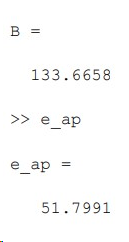 B =
133.6658
>> e_ap
e_ap =
51.7991